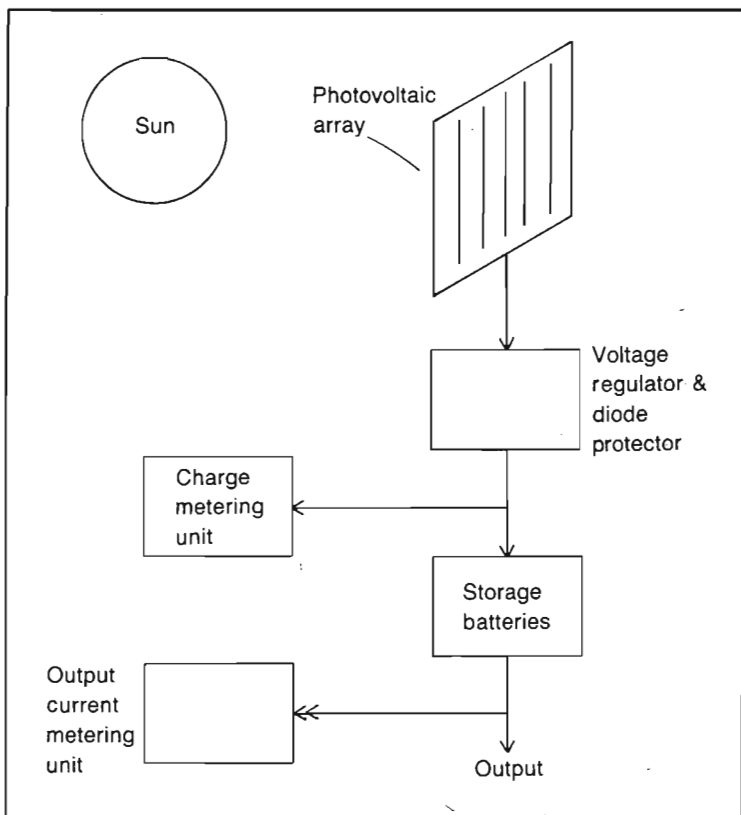 Sun
Photovoltaic
array
Voltage
regulator &
diode
protector
Charge
metering
unit
Storage
batteries
Output
current
metering
unit
Output